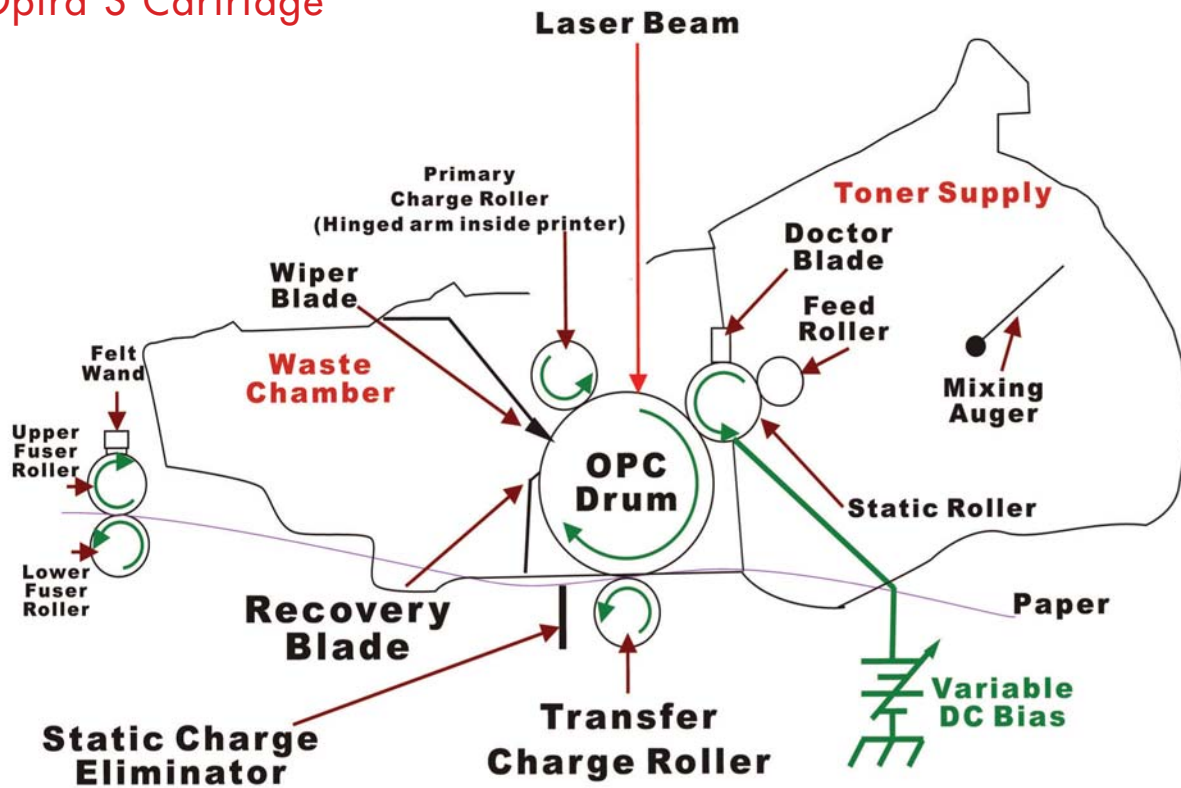 Optra S Cartridge
Laser Beam
Primary
Charge Roller
(Hinged arm inside printer)
Toner Supply
Doctor
Blade
Wiper
Blade
Feed
Roller
Felt
Wand
Waste
Chamber
Mixing
Auger
Upper
Fuser
Roller
OPC
Drum
Static Roller
Lower
Fuser
Roller
Recovery
Blade
Paper
Variable
DC Bias
Transfer
Charge Roller
Static Charge
Eliminator